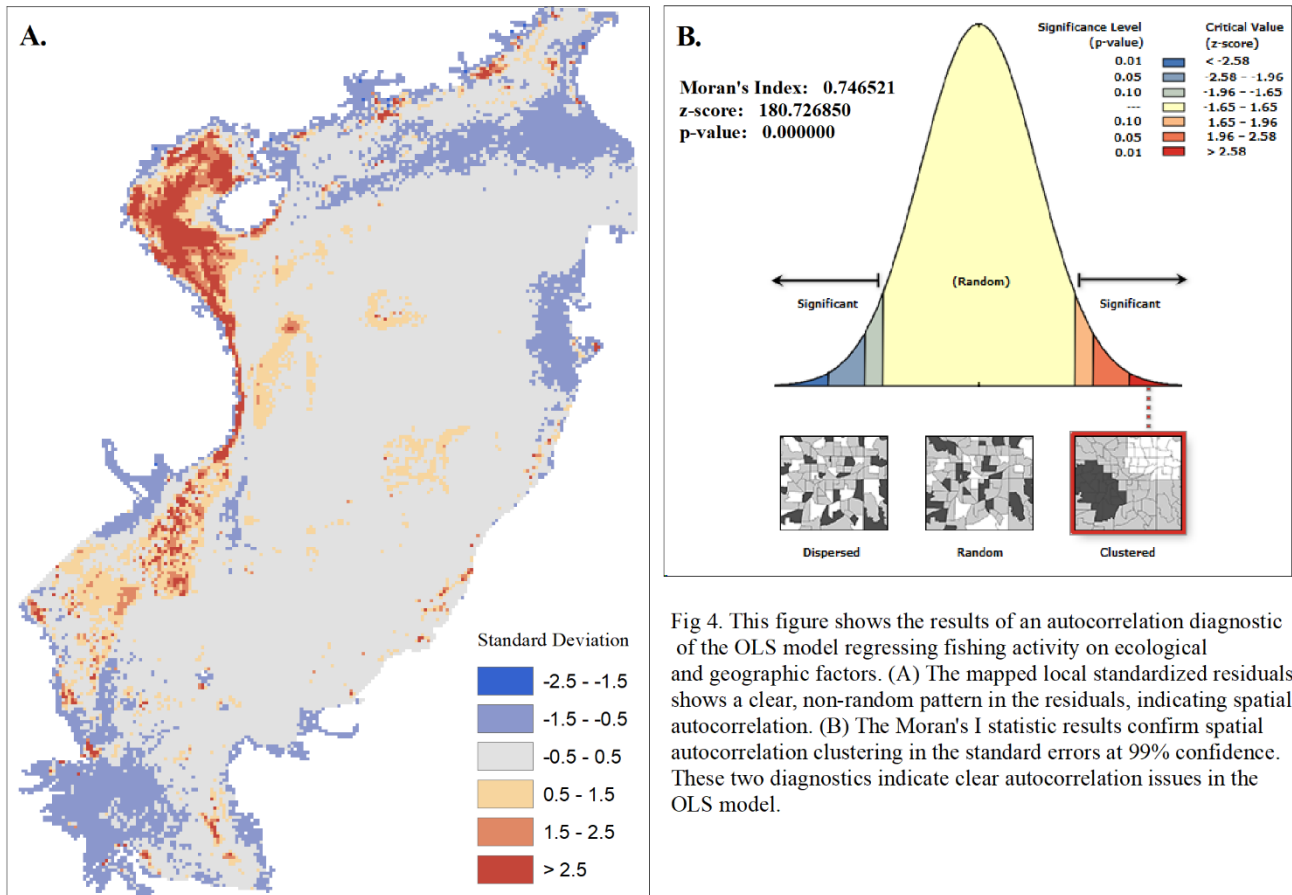 A.
Standard Deviation
-2.5 - -1.5
-1.5 - -0.5
-0.5 - 0.5
0.5 - 1.5
1.5 - 2.5
> 2.5
B.
Moran's Index: 0.746521
z-score: 180.726850
p-value: 0.000000
Significance Level Critical Value
(p-value) (z-score)
0.01 < -2.58
0.05 -2.58 - -1.96
0.10 -1.96 - -1.65
--- -1.65 - 1.65
0.10 1.65 - 1.96
0.05 1.96 - 2.58
0.01 > 2.58
Significant (Random) Significant
Dispersed Random Clustered
Fig 4. This figure shows the results of an autocorrelation diagnostic
of the OLS model regressing fishing activity on ecological
and geographic factors. (A) The mapped local standardized residuals
shows a clear, non-random pattern in the residuals, indicating spatial
autocorrelation. (B) The Moran's I statistic results confirm spatial
autocorrelation clustering in the standard errors at 99% confidence.
These two diagnostics indicate clear autocorrelation issues in the
OLS model.